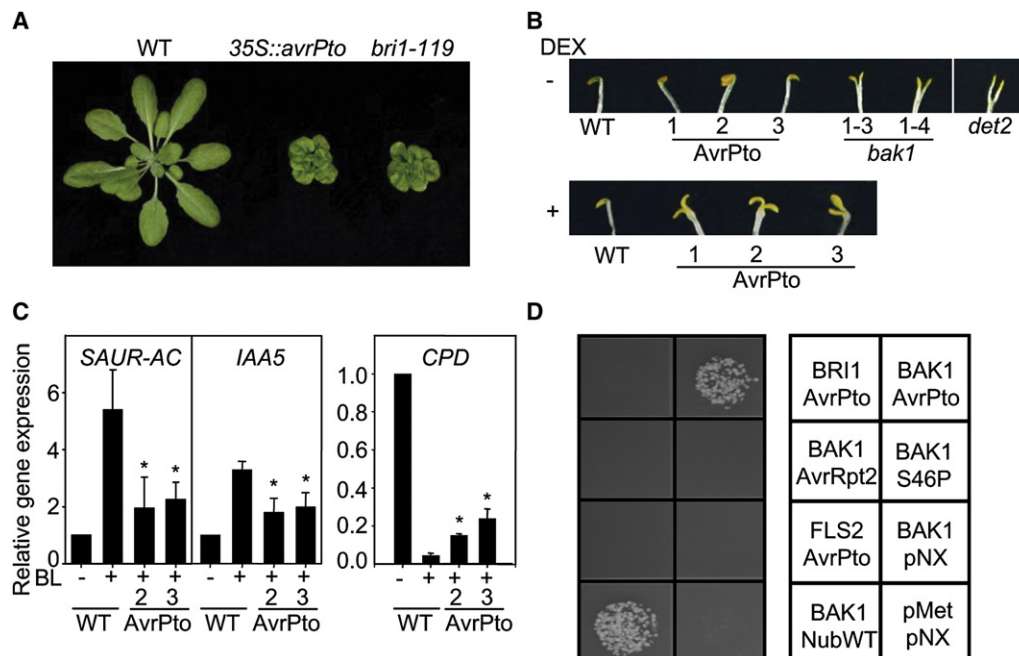 A
WT 35S::avrPto bri1-119
B
DEX
-
WT 1 2 3 1-3 1-4 det2
AvrPto bak1
+
WT 1 2 3
AvrPto
C
Relative gene expression
SAUR-AC IAA5 CPD
6
4
2
0
1.0
0.8
0.6
0.4
0.2
0.0
* * * * * *
BL - + + + - + + + - + + +
2 3 2 3 2 3
WT AvrPto WT AvrPto WT AvrPto
D
BRI1 BAK1
AvrPto AvrPto
BAK1 BAK1
AvrRpt2 S46P
FLS2 BAK1
AvrPto pNX
BAK1 pMet
NubWT pNX